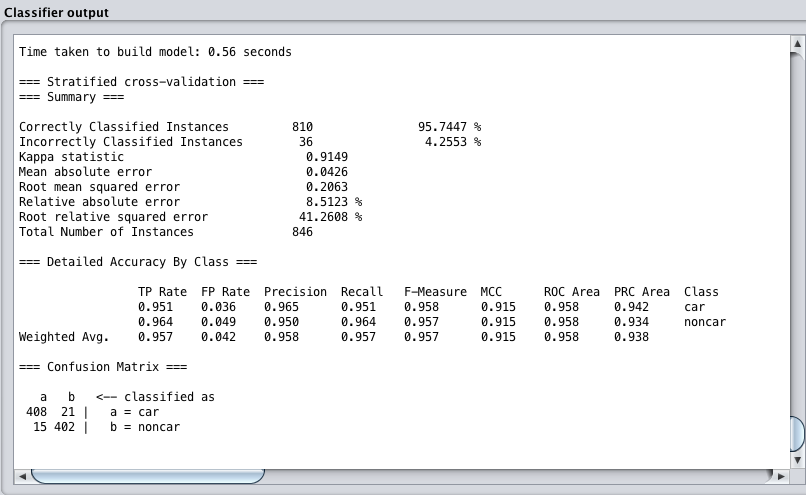 Classifier output
Time taken to build model: 0.56 seconds
=== Stratified cross-validation ===
=== Summary ===
Correctly Classified Instances         810               95.7447 %
Incorrectly Classified Instances        36                4.2553 %
Kappa statistic                          0.9149
Mean absolute error                      0.0426
Root mean squared error                  0.2063
Relative absolute error                  8.5123 %
Root relative squared error             41.2608 %
Total Number of Instances              846
=== Detailed Accuracy By Class ===
                 TP Rate  FP Rate  Precision  Recall   F-Measure  MCC      ROC Area  PRC Area  Class
                 0.951    0.036    0.965      0.951    0.958      0.915    0.958     0.942     car
                 0.964    0.049    0.950      0.964    0.957      0.915    0.958     0.934     noncar
Weighted Avg.    0.957    0.042    0.958      0.957    0.957      0.915    0.958     0.938
=== Confusion Matrix ===
   a   b   <-- classified as
 408  21 |   a = car
  15 402 |   b = noncar